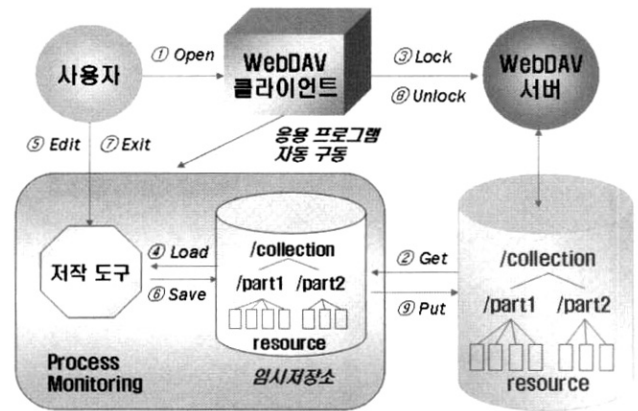 사용자
① Open
WebDAV
클라이언트
③ Lock
⑧ Unlock
WebDAV
서버
⑤ Edit
⑦ Exit
응용 프로그램
자동 구동
저작 도구
④ Load
⑥ Save
/collection
/part1 /part2
resource
임시저장소
Process
Monitoring
② Get
⑨ Put
/collection
/part1 /part2
resource